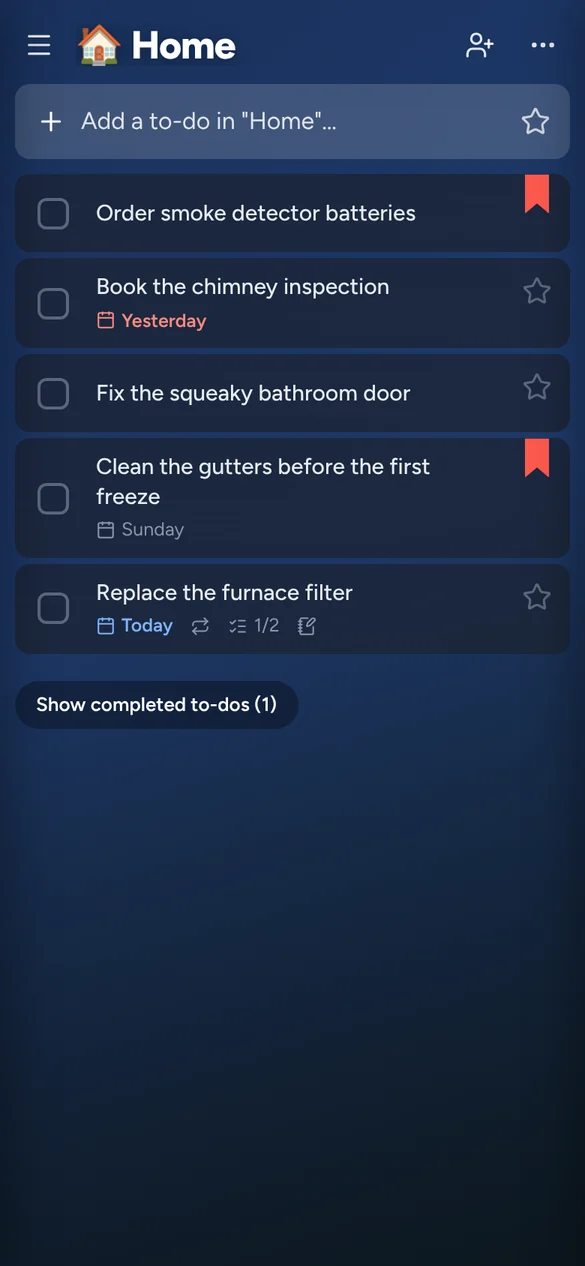 Home
Add a to-do in "Home"...
Order smoke detector batteries
Book the chimney inspection
Yesterday
Fix the squeaky bathroom door
Clean the gutters before the first
freeze
Sunday
Replace the furnace filter
Today 1/2
Show completed to-dos (1)